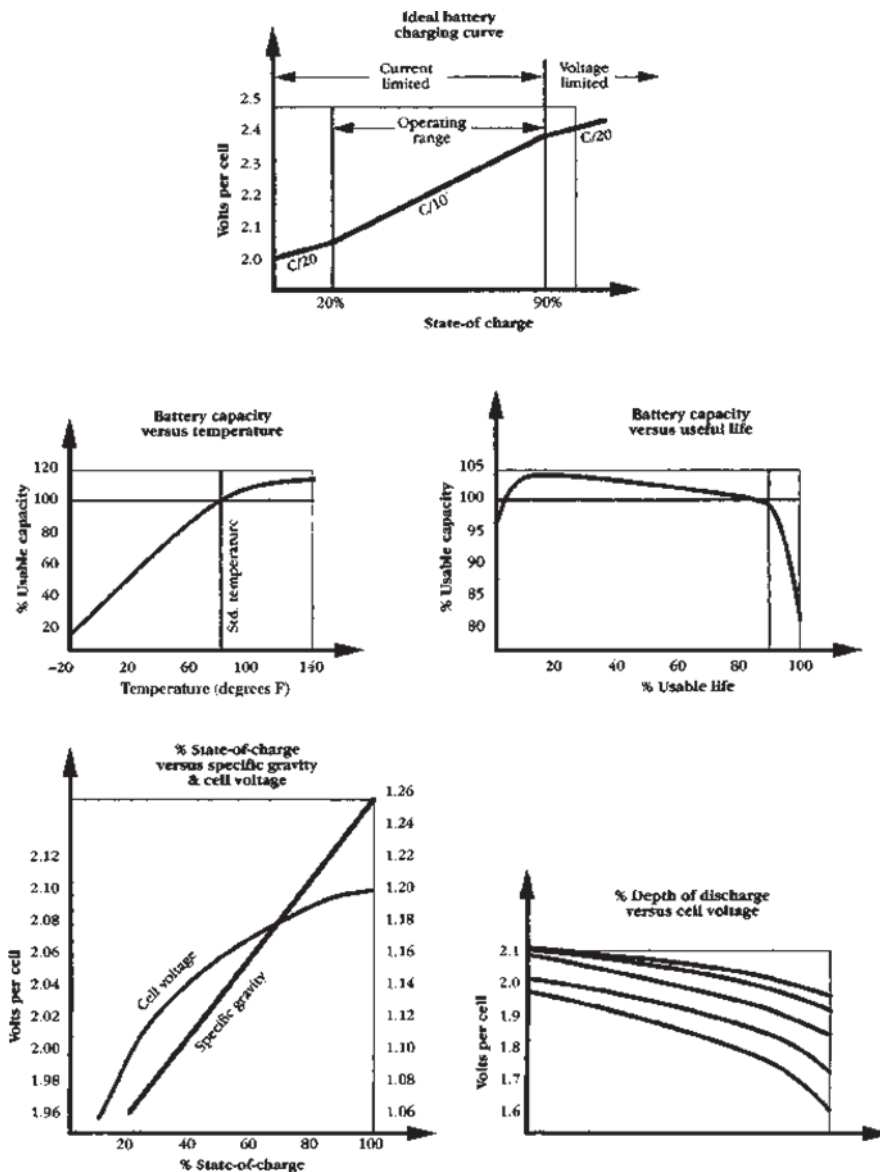 Ideal battery
charging curve
Current
limited
Voltage
limited
Operating
range
2.5
2.4
2.3
2.2
2.1
2.0
Volts per cell
C/20
C/10
C/20
20%
90%
State-of charge
Battery capacity
versus temperature
120
100
80
60
40
20
% Usable capacity
Std. temperature
-20
20
60
100
140
Temperature (degrees F)
Battery capacity
versus useful life
105
100
95
90
85
80
% Usable capacity
20
40
60
80
100
% Usable life
% State-of-charge
versus specific gravity
& cell voltage
2.12
2.10
2.08
2.06
2.04
2.02
2.00
1.98
1.96
Volts per cell
Cell voltage
Specific gravity
1.26
1.24
1.22
1.20
1.18
1.16
1.14
1.12
1.10
1.08
1.06
20
40
60
80
100
% State-of-charge
% Depth of discharge
versus cell voltage
2.1
2.0
1.9
1.8
1.7
1.6
Volts per cell